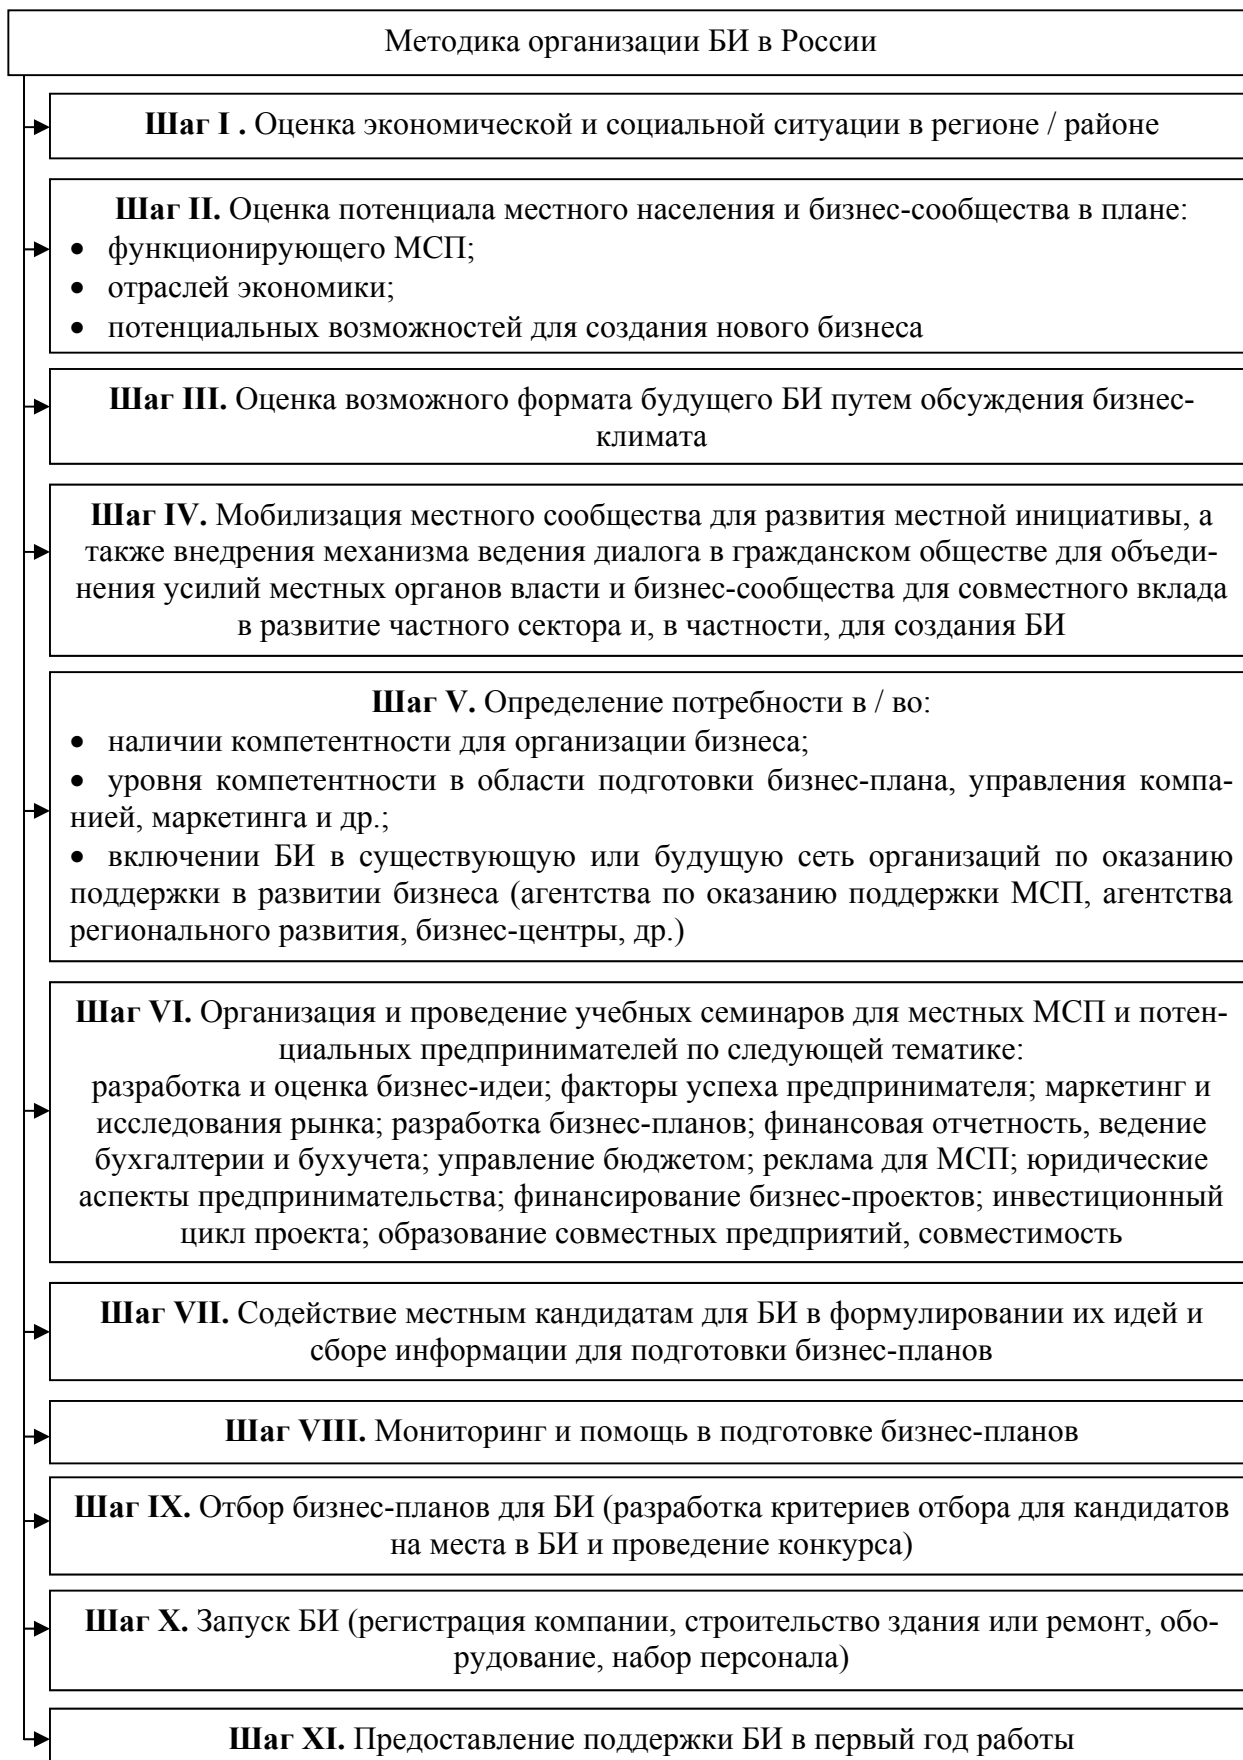 Методика организации БИ в России
Шаг I . Оценка экономической и социальной ситуации в регионе / районе
Шаг II. Оценка потенциала местного населения и бизнес-сообщества в плане:
• функционирующего МСП;
• отраслей экономики;
• потенциальных возможностей для создания нового бизнеса
Шаг III. Оценка возможного формата будущего БИ путем обсуждения бизнес-
климата
Шаг IV. Мобилизация местного сообщества для развития местной инициативы, а
также внедрения механизма ведения диалога в гражданском обществе для объеди-
нения усилий местных органов власти и бизнес-сообщества для совместного вклада
в развитие частного сектора и, в частности, для создания БИ
Шаг V. Определение потребности в / во:
• наличии компетентности для организации бизнеса;
• уровня компетентности в области подготовки бизнес-плана, управления компа-
нией, маркетинга и др.;
• включении БИ в существующую или будущую сеть организаций по оказанию
поддержки в развитии бизнеса (агентства по оказанию поддержки МСП, агентства
регионального развития, бизнес-центры, др.)
Шаг VI. Организация и проведение учебных семинаров для местных МСП и потен-
циальных предпринимателей по следующей тематике:
разработка и оценка бизнес-идеи; факторы успеха предпринимателя; маркетинг и
исследования рынка; разработка бизнес-планов; финансовая отчетность, ведение
бухгалтерии и бухучета; управление бюджетом; реклама для МСП; юридические
аспекты предпринимательства; финансирование бизнес-проектов; инвестиционный
цикл проекта; образование совместных предприятий, совместимость
Шаг VII. Содействие местным кандидатам для БИ в формулировании их идей и
сборе информации для подготовки бизнес-планов
Шаг VIII. Мониторинг и помощь в подготовке бизнес-планов
Шаг IX. Отбор бизнес-планов для БИ (разработка критериев отбора для кандидатов
на места в БИ и проведение конкурса)
Шаг X. Запуск БИ (регистрация компании, строительство здания или ремонт, обо-
рудование, набор персонала)
Шаг XI. Предоставление поддержки БИ в первый год работы